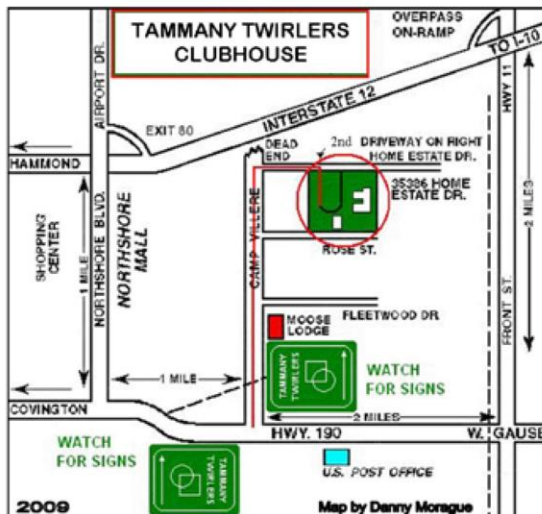 TAMMANY TWIRLERS
CLUBHOUSE
OVERPASS
ON-RAMP
TO I-10
HWY 11
AIRPORT DR.
INTERSTATE 12
EXIT 80
HAMMOND
DEAD
END
2nd DRIVEWAY ON RIGHT
HOME ESTATE DR.
35386 HOME
ESTATE DR.
2 MILES
SHOPPING
CENTER
1 MILE
NORTHSHORE BLVD.
NORTHSHORE
MALL
CAMP VILLERE
ROSE ST.
FLEETWOOD DR
MOOSE
LODGE
FRONT ST.
TAMMANY
TWIRLERS
WATCH
FOR SIGNS
1 MILE
2 MILES
COVINGTON
HWY. 190
W. GAUSE
WATCH
FOR SIGNS
TAMMANY
TWIRLERS
U.S. POST OFFICE
2009
Map by Danny Morague